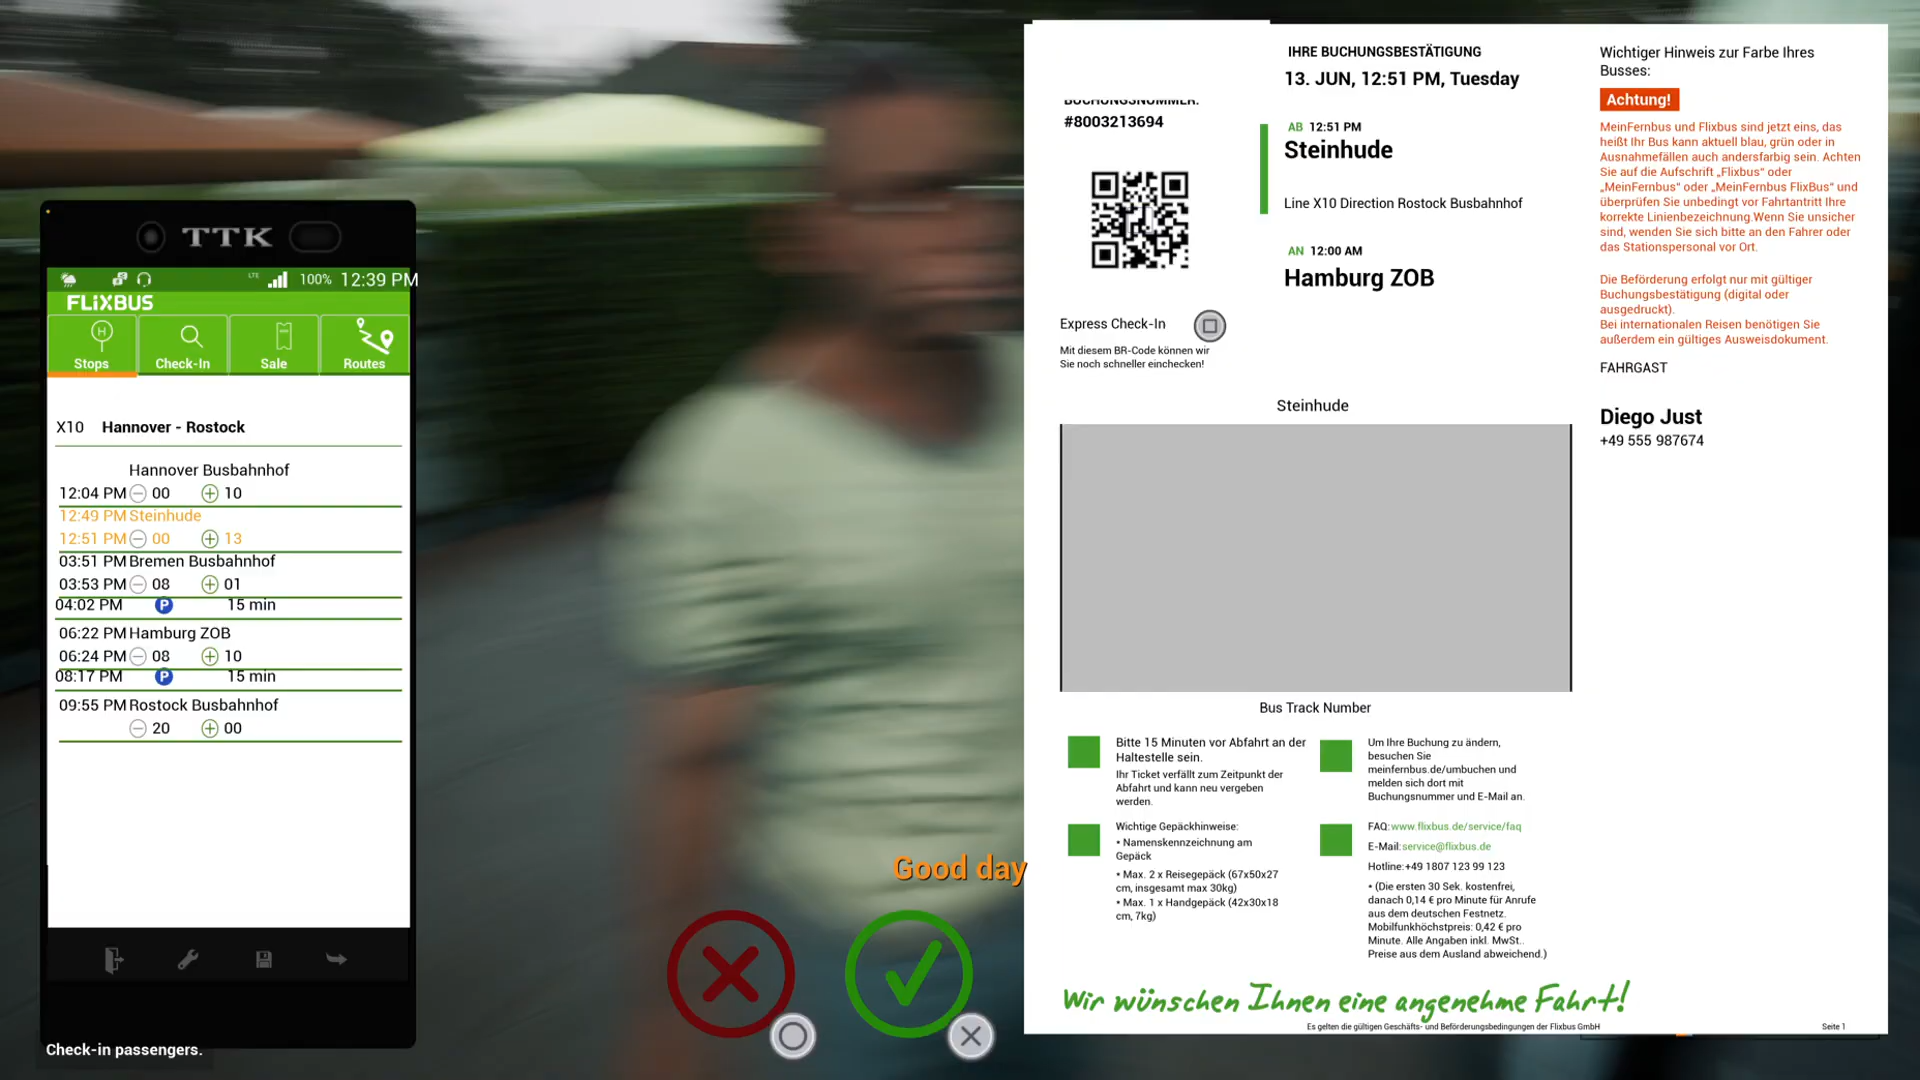 TTK
LTE
100%
12:39 PM
FLiXBUS
H
Stops
Check-In
Sale
Routes
X10 Hannover - Rostock
Hannover Busbahnhof
12:04 PM 00 10
12:49 PM Steinhude
12:51 PM 00 13
03:51 PM Bremen Busbahnhof
03:53 PM 08 01
04:02 PM P 15 min
06:22 PM Hamburg ZOB
06:24 PM 08 10
08:17 PM P 15 min
09:55 PM Rostock Busbahnhof
20 00
Check-in passengers.
Good day
BUCHUNGSNUMMER:
#8003213694
Express Check-In
Mit diesem BR-Code können wir
Sie noch schneller einchecken!
IHRE BUCHUNGSBESTÄTIGUNG
13. JUN, 12:51 PM, Tuesday
AB 12:51 PM
Steinhude
Line X10 Direction Rostock Busbahnhof
AN 12:00 AM
Hamburg ZOB
Steinhude
Bus Track Number
Bitte 15 Minuten vor Abfahrt an der
Haltestelle sein.
Ihr Ticket verfällt zum Zeitpunkt der
Abfahrt und kann neu vergeben
werden.
Wichtige Gepäckhinweise:
• Namenskennzeichnung am
Gepäck
• Max. 2 x Reisegepäck (67x50x27
cm, insgesamt max 30kg)
• Max. 1 x Handgepäck (42x30x18
cm, 7kg)
Um Ihre Buchung zu ändern,
besuchen Sie
meinfernbus.de/umbuchen und
melden sich dort mit
Buchungsnummer und E-Mail an.
FAQ: www.flixbus.de/service/faq
E-Mail: service@flixbus.de
Hotline: +49 1807 123 99 123
• (Die ersten 30 Sek. kostenfrei,
danach 0,14 € pro Minute für Anrufe
aus dem deutschen Festnetz.
Mobilfunkhöchstpreis: 0,42 € pro
Minute. Alle Angaben inkl. MwSt..
Preise aus dem Ausland abweichend.)
Wichtiger Hinweis zur Farbe Ihres
Busses:
Achtung!
MeinFernbus und Flixbus sind jetzt eins, das
heißt Ihr Bus kann aktuell blau, grün oder in
Ausnahmefällen auch andersfarbig sein. Achten
Sie auf die Aufschrift „Flixbus“ oder
„MeinFernbus“ oder „MeinFernbus FlixBus“ und
überprüfen Sie unbedingt vor Fahrtantritt Ihre
korrekte Linienbezeichnung.Wenn Sie unsicher
sind, wenden Sie sich bitte an den Fahrer oder
das Stationspersonal vor Ort.
Die Beförderung erfolgt nur mit gültiger
Buchungsbestätigung (digital oder
ausgedruckt).
Bei internationalen Reisen benötigen Sie
außerdem ein gültiges Ausweisdokument.
FAHRGAST
Diego Just
+49 555 987674
Wir wünschen Ihnen eine angenehme Fahrt!
Es gelten die gültigen Geschäfts- und Beförderungsbedingungen der Flixbus GmbH
Seite 1